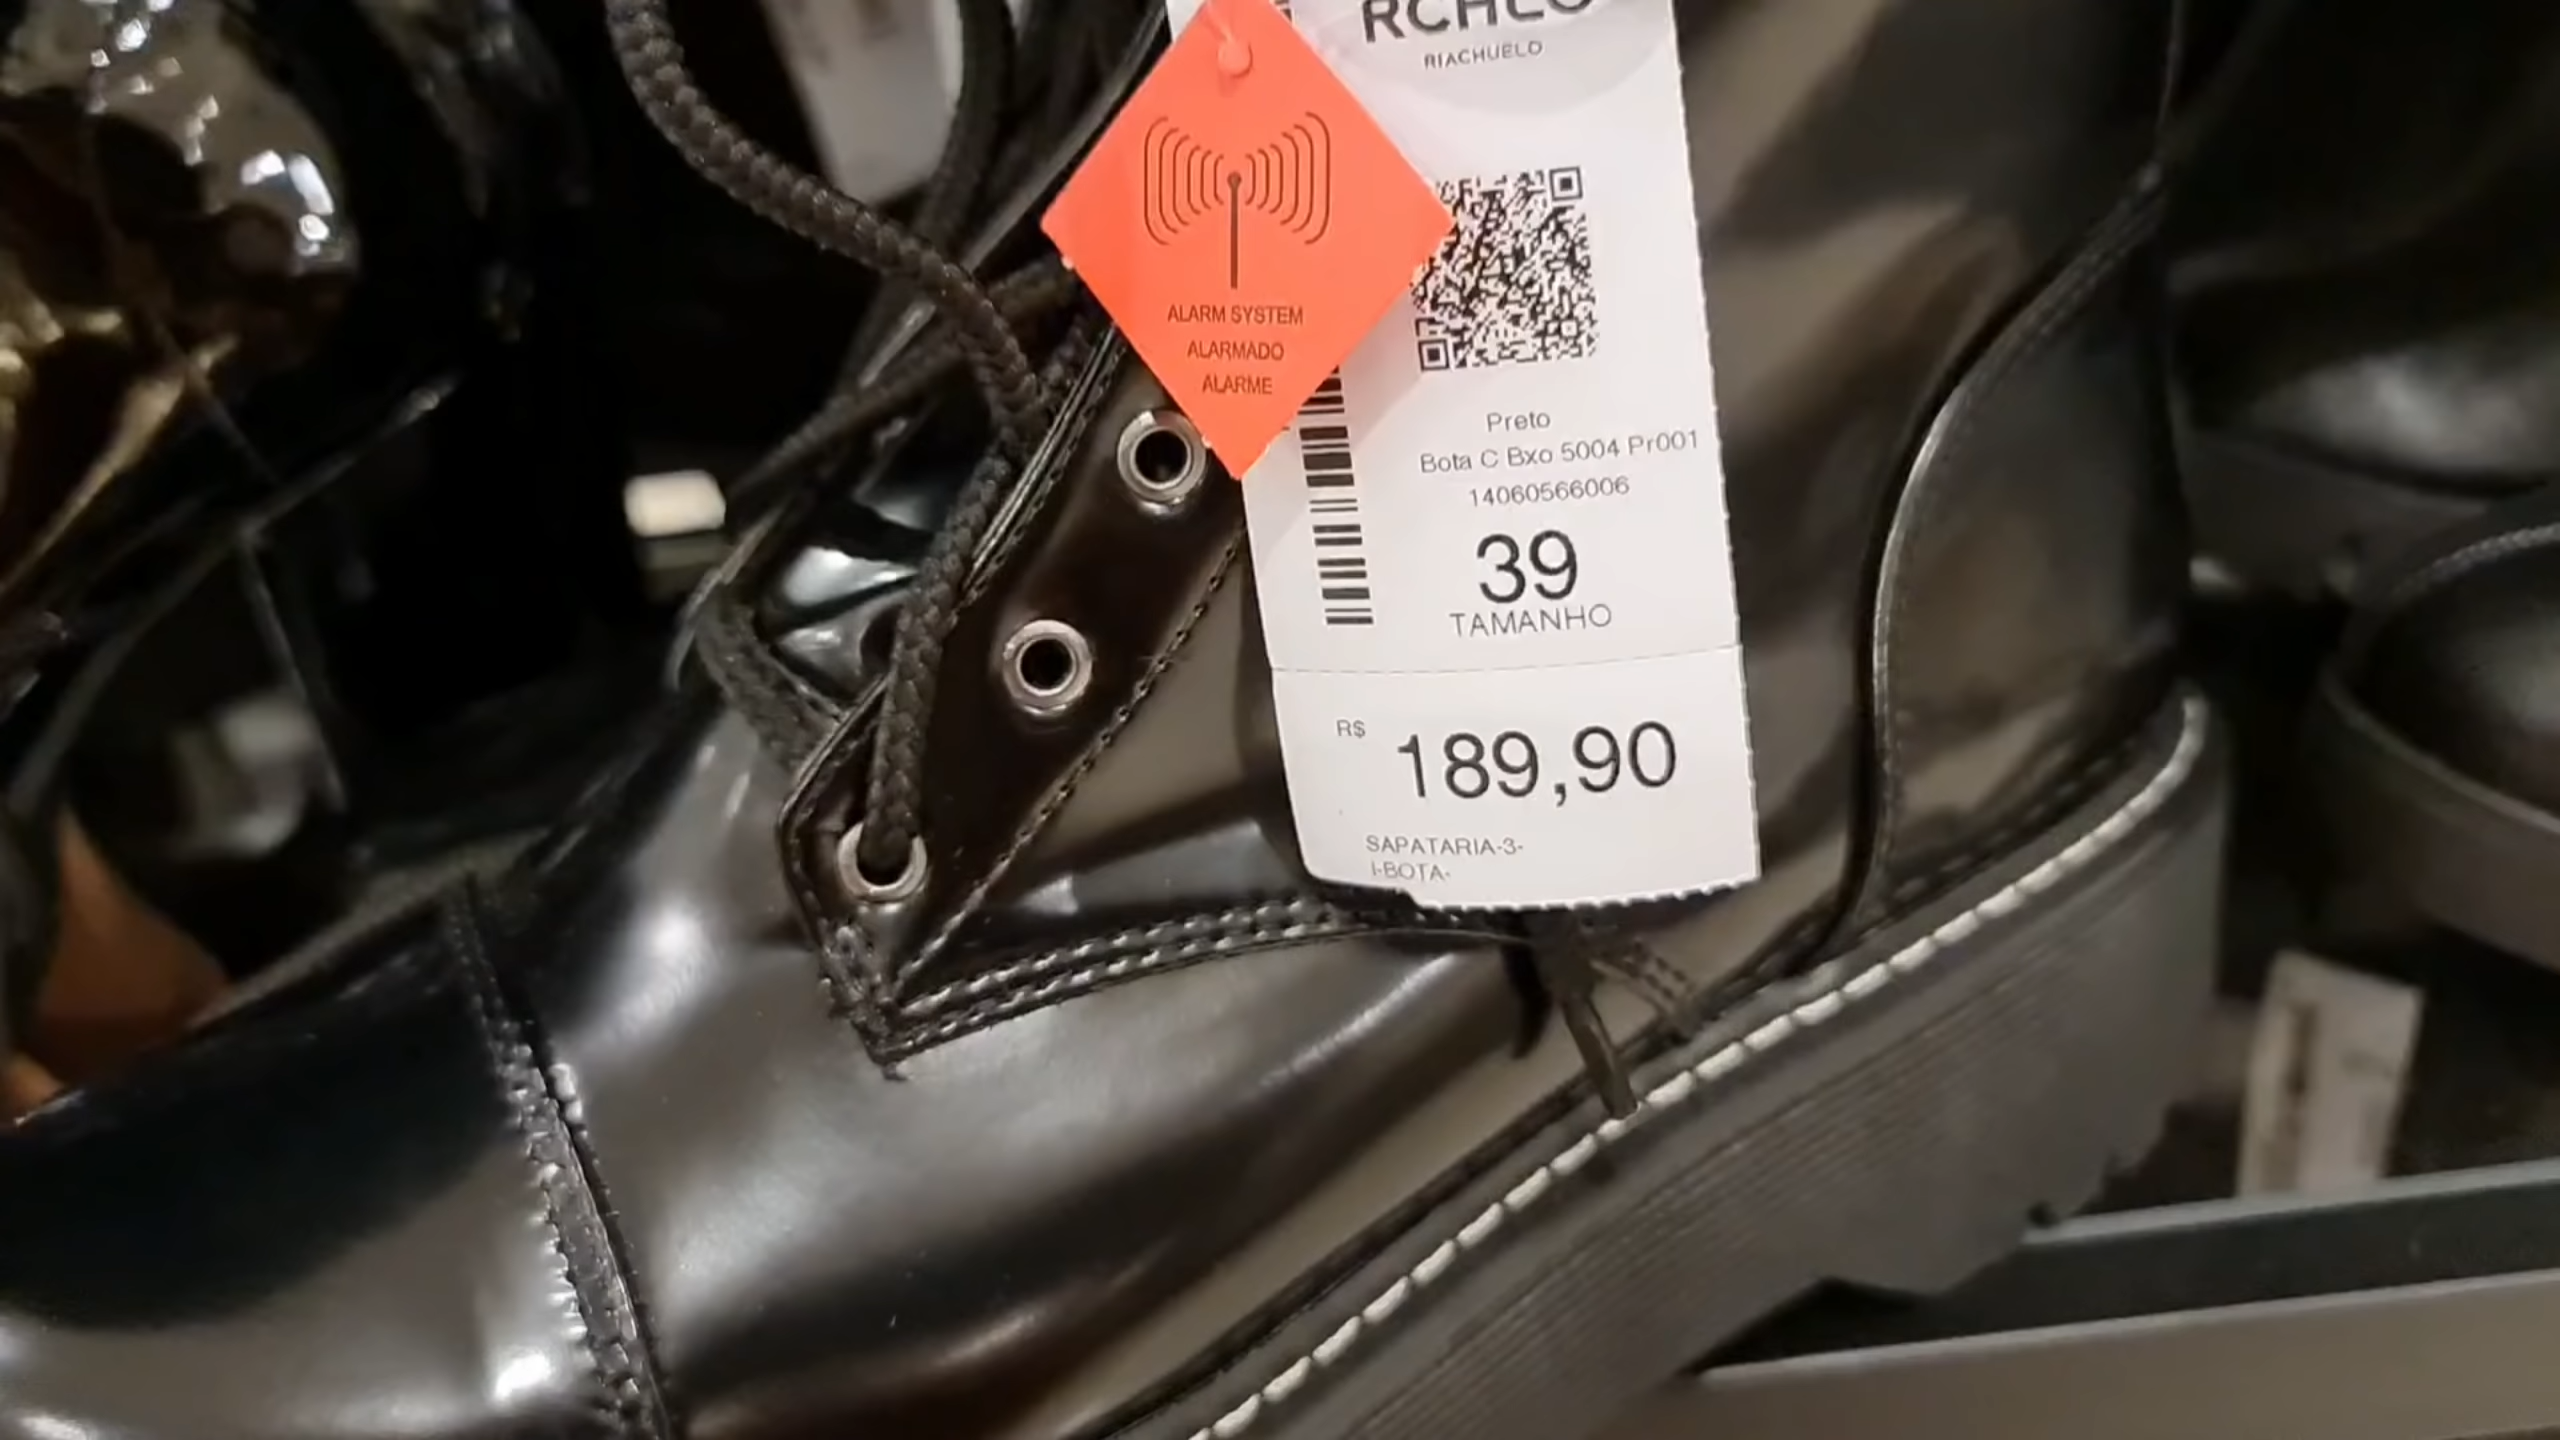 RCHLO
RIACHUELO
ALARM SYSTEM
ALARMADO
ALARME
Preto
Bota C Bxo 5004 Pr001
14060566006
39
TAMANHO
R$ 189,90
SAPATARIA-3-
I-BOTA-